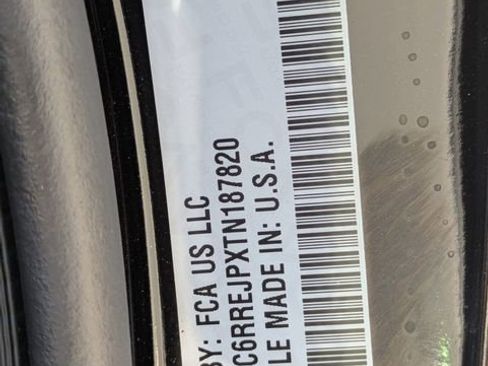 BY: FCA US LLC
C6RREJPXTN187820
LE MADE IN: U.S.A.